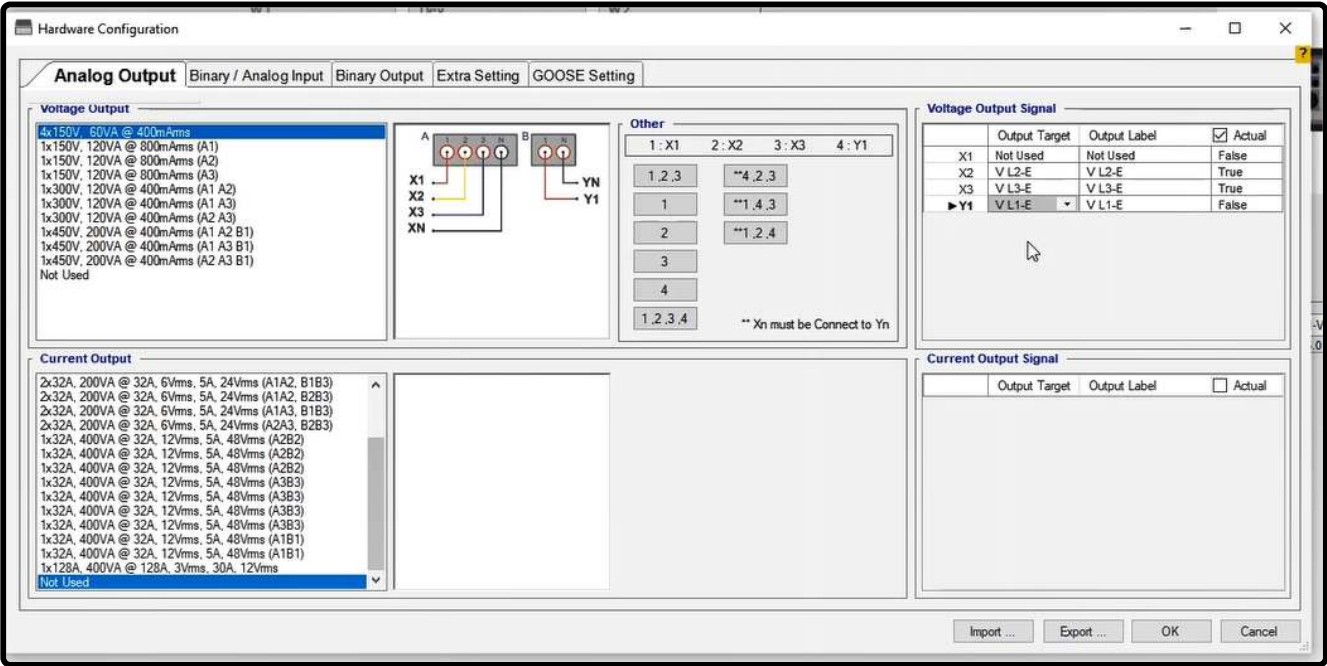 Hardware Configuration
?
Analog Output
Binary / Analog Input
Binary Output
Extra Setting
GOOSE Setting
Voltage Output
4x150V, 60VA @ 400mArms
1x150V, 120VA @ 800mArms (A1)
1x150V, 120VA @ 800mArms (A2)
1x150V, 120VA @ 800mArms (A3)
1x300V, 120VA @ 400mArms (A1 A2)
1x300V, 120VA @ 400mArms (A1 A3)
1x300V, 120VA @ 400mArms (A2 A3)
1x450V, 200VA @ 400mArms (A1 A2 B1)
1x450V, 200VA @ 400mArms (A1 A3 B1)
1x450V, 200VA @ 400mArms (A2 A3 B1)
Not Used
A 1 2 3 N B 1 N
X1
X2
X3
XN
YN
Y1
Other
1 : X1 2 : X2 3 : X3 4 : Y1
1,2,3 **4,2,3
1 **1,4,3
2 **1,2,4
3
4
1,2,3,4
** Xn must be Connect to Yn
Voltage Output Signal
Output Target Output Label Actual
X1 Not Used Not Used False
X2 V L2-E V L2-E True
X3 V L3-E V L3-E True
Y1 V L1-E V L1-E False
Current Output
2x32A, 200VA @ 32A, 6Vrms, 5A, 24Vrms (A1A2, B1B3)
2x32A, 200VA @ 32A, 6Vrms, 5A, 24Vrms (A1A2, B2B3)
2x32A, 200VA @ 32A, 6Vrms, 5A, 24Vrms (A1A3, B1B3)
2x32A, 200VA @ 32A, 6Vrms, 5A, 24Vrms (A2A3, B2B3)
1x32A, 400VA @ 32A, 12Vrms, 5A, 48Vrms (A2B2)
1x32A, 400VA @ 32A, 12Vrms, 5A, 48Vrms (A2B2)
1x32A, 400VA @ 32A, 12Vrms, 5A, 48Vrms (A2B2)
1x32A, 400VA @ 32A, 12Vrms, 5A, 48Vrms (A3B3)
1x32A, 400VA @ 32A, 12Vrms, 5A, 48Vrms (A3B3)
1x32A, 400VA @ 32A, 12Vrms, 5A, 48Vrms (A3B3)
1x32A, 400VA @ 32A, 12Vrms, 5A, 48Vrms (A3B3)
1x32A, 400VA @ 32A, 12Vrms, 5A, 48Vrms (A1B1)
1x32A, 400VA @ 32A, 12Vrms, 5A, 48Vrms (A1B1)
1x128A, 400VA @ 128A, 3Vrms, 30A, 12Vrms
Not Used
Current Output Signal
Output Target Output Label Actual
Import ... Export ... OK Cancel